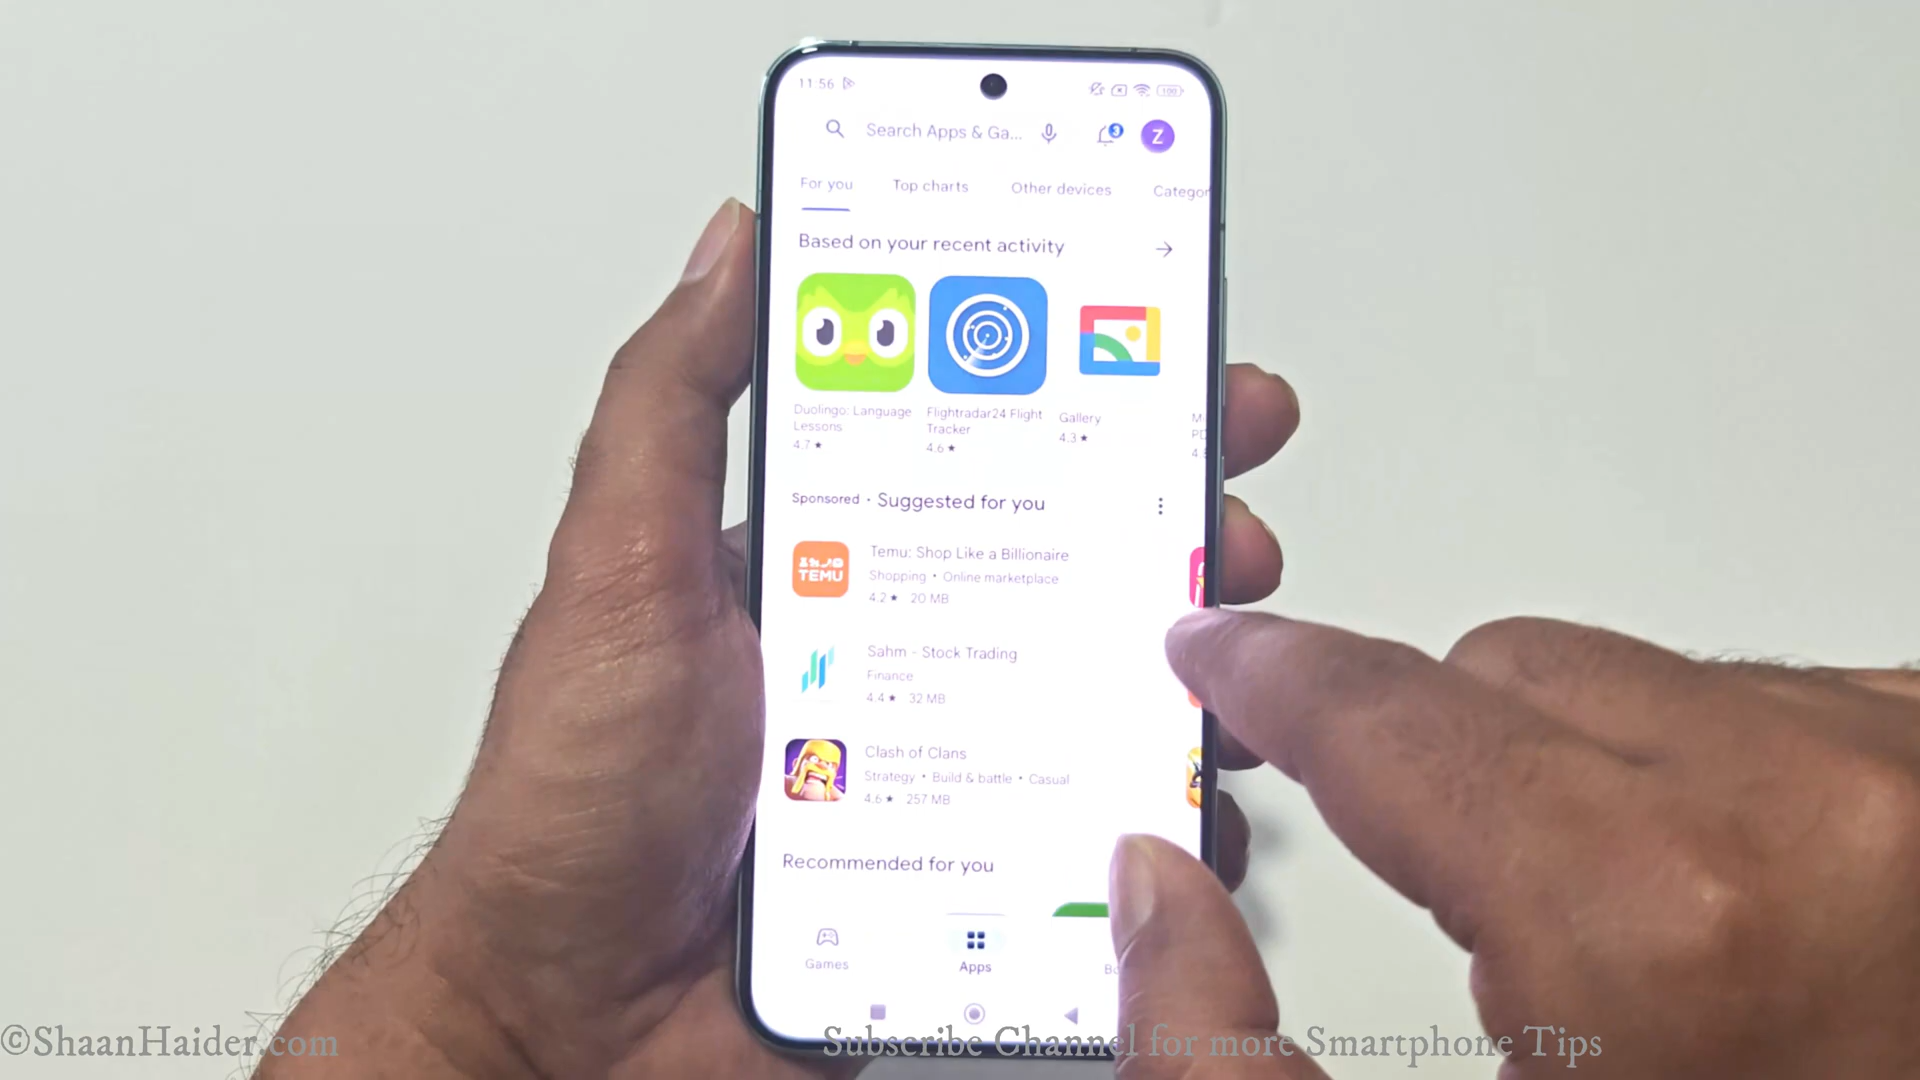 11:56
100
Search Apps & Ga...
3
Z
For you Top charts Other devices Categor
Based on your recent activity
Duolingo: Language Lessons
4.7★
Flightradar24 Flight Tracker
4.6★
Gallery
4.3★
Sponsored • Suggested for you
TEMU
Temu: Shop Like a Billionaire
Shopping • Online marketplace
4.2★ 20 MB
Sahm - Stock Trading
Finance
4.4★ 32 MB
Clash of Clans
Strategy • Build & battle • Casual
4.6★ 257 MB
Recommended for you
Games Apps
©ShaanHaider.com
Subscribe Channel for more Smartphone Tips